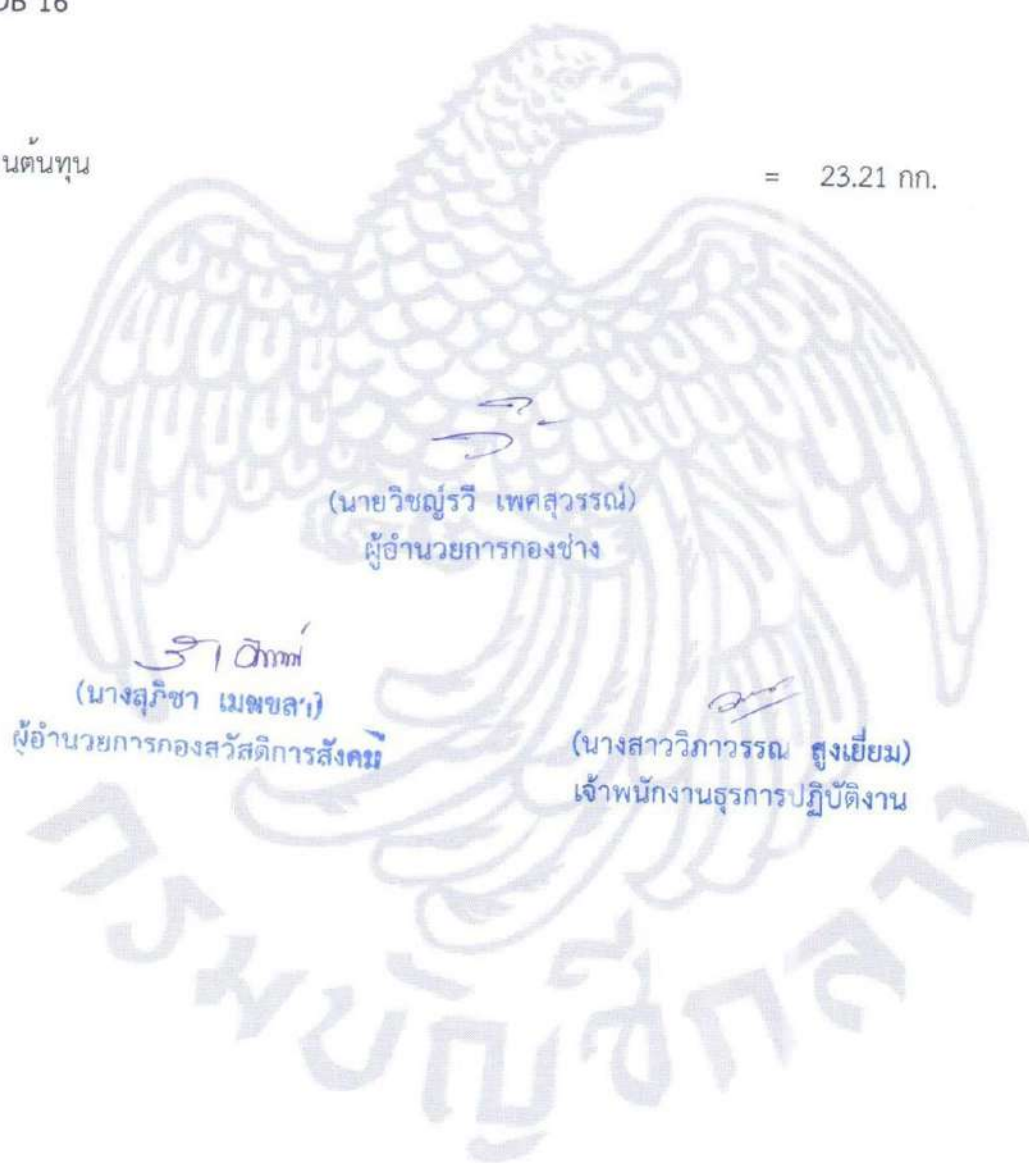 DB 16
นต้นทุน = 23.21 กก.
(นายวิชญ์รวี เพศสุวรรณ์)
ผู้อำนวยการกองช่าง
(นางสุภิชา เมฆขลา)
ผู้อำนวยการกองสวัสดิการสังคม
(นางสาววิภาวรรณ สูงเยี่ยม)
เจ้าพนักงานธุรการปฏิบัติงาน
กรมบัญชีกลาง